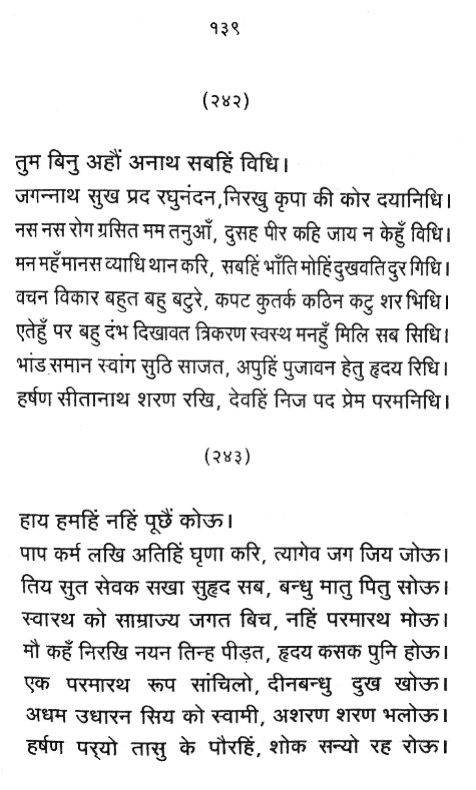 १३९
(२४२)
तुम बिनु अहौं अनाथ सबहिं विधि।
जगन्नाथ सुख प्रद रघुनंदन,निरखु कृपा की कोर दयानिधि।
नस नस रोग ग्रसित मम तनुआँ, दुसह पीर कहि जाय न केहुँ विधि।
मन महँ मानस व्याधि थान करि, सबहिं भाँति मोहिं दुखवति दुर गिधि।
वचन विकार बहुत बहु बटुरे, कपट कुतर्क कठिन कटु शर भिधि।
एतेहुँ पर बहु दंभ दिखावत त्रिकरण स्वस्थ मनहुँ मिलि सब सिधि।
भांड समान स्वांग सुठि साजत, अपुहिं पुजावन हेतु हृदय रिधि।
हर्षण सीतानाथ शरण रखि, देवहिं निज पद प्रेम परमनिधि।
(२४३)
हाय हमहिं नहिं पूछैं कोऊ।
पाप कर्म लखि अतिहिं घृणा करि, त्यागेव जग जिय जोऊ।
तिय सुत सेवक सखा सुहृद सब, बन्धु मातु पितु सोऊ।
स्वारथ को साम्राज्य जगत बिच, नहिं परमारथ मोऊ।
मौ कहँ निरखि नयन तिन्ह पीड़त, हृदय कसक पुनि होऊ।
एक परमारथ रूप सांचिलो, दीनबन्धु दुख खोऊ।
अधम उधारन सिय को स्वामी, अशरण शरण भलोऊ।
हर्षण पर्‌यो तासु के पौरहिं, शोक सन्यो रह रोऊ।